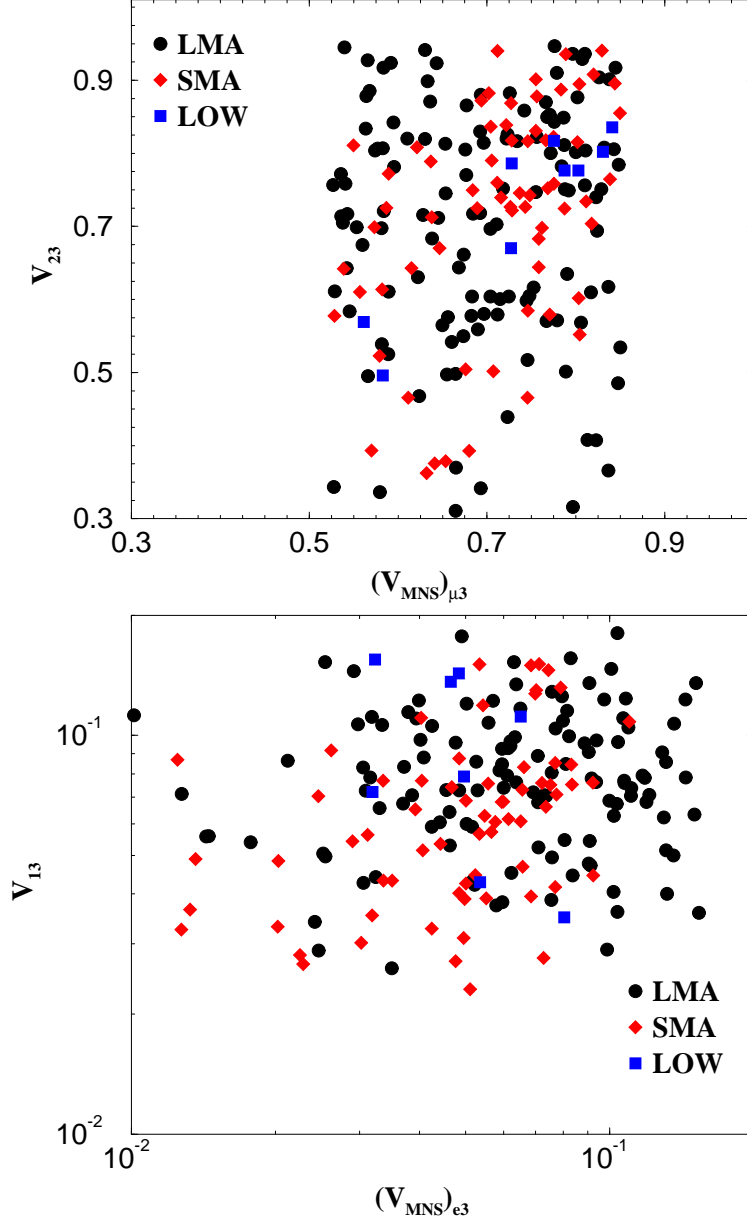 LMA
SMA
LOW
0.9
0.7
0.5
0.3
V23
0.3 0.5 0.7 0.9
(VMNS)μ3
10-1
10-2
V13
LMA
SMA
LOW
10-2 10-1
(VMNS)e3